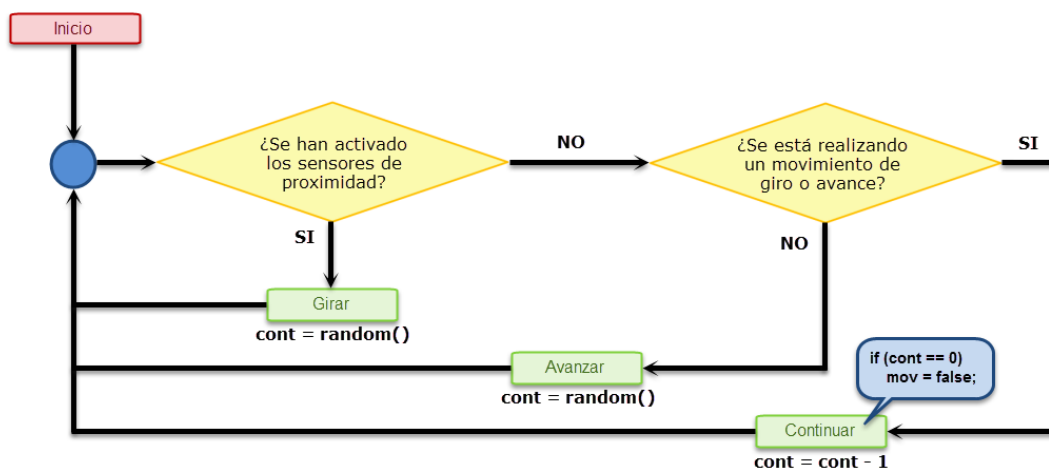 Inicio
¿Se han activado
los sensores de
proximidad?
NO
¿Se está realizando
un movimiento de
giro o avance?
SI
SI
NO
Girar
cont = random()
Avanzar
cont = random()
if (cont == 0)
mov = false;
Continuar
cont = cont - 1